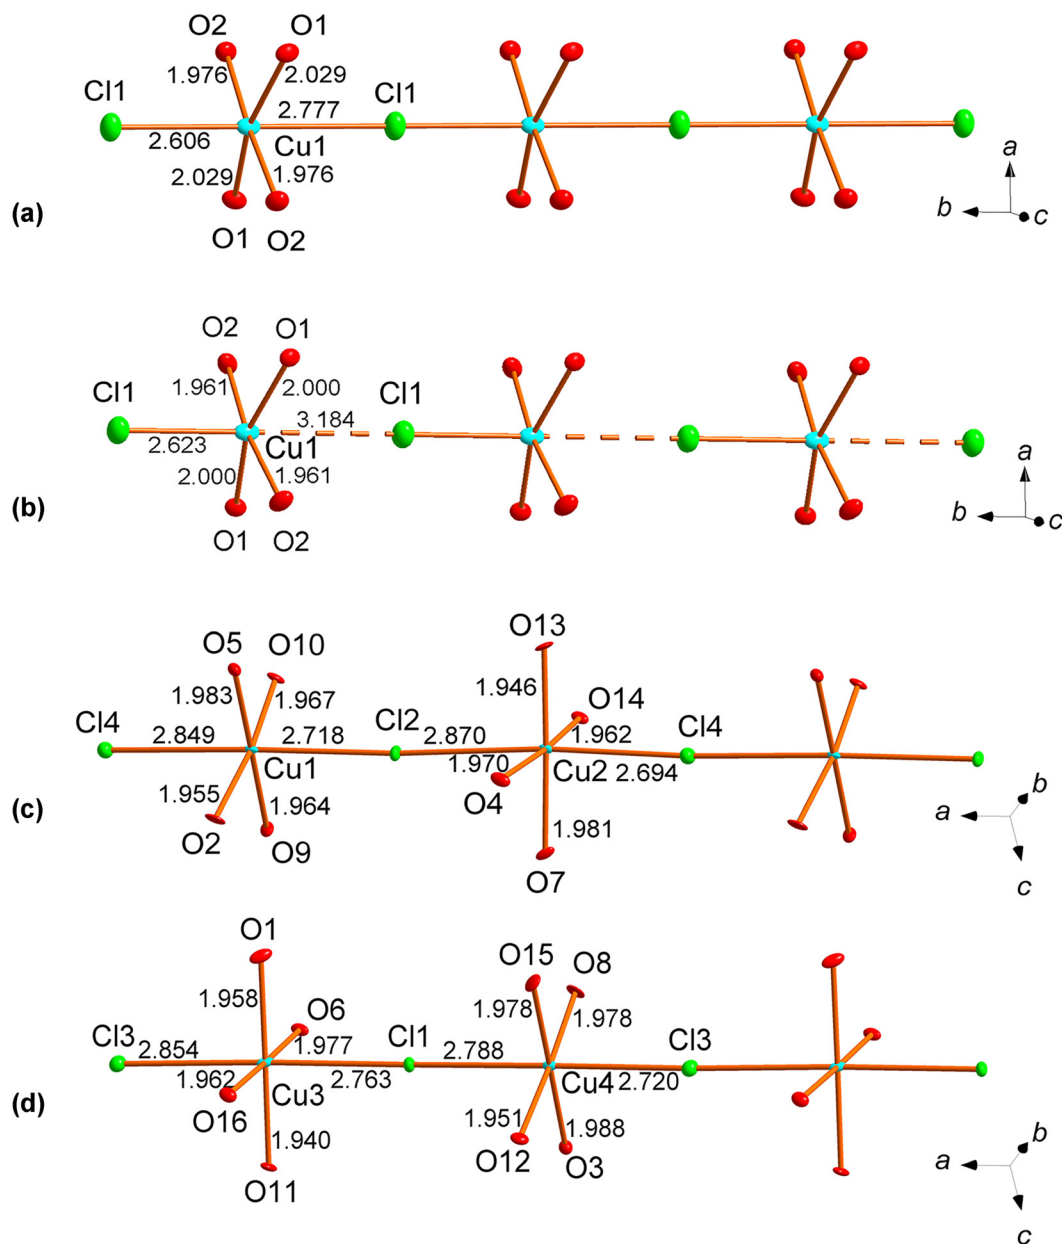 O2 O1
1.976 2.029
Cl1 2.777 Cl1
2.606 Cu1
2.029 1.976
O1 O2
a
b c
(a)
O2 O1
1.961 2.000
Cl1 3.184 Cl1
2.623 Cu1
2.000 1.961
O1 O2
a
b c
(b)
O5 O10 O13
1.983 1.967 1.946 O14
Cl4 2.849 2.718 Cl2 2.870 1.962 Cl4
Cu1 1.970 Cu2 2.694
1.955 1.964 O4
O2 O9 1.981
O7
b
a
c
(c)
O1 O15 O8
1.958 O6 1.978 1.978
Cl3 2.854 1.977 Cl1 2.788 Cl3
1.962 Cu3 2.763 Cu4 2.720
O16 1.940 1.951 1.988
O11 O12 O3
b
a
c
(d)